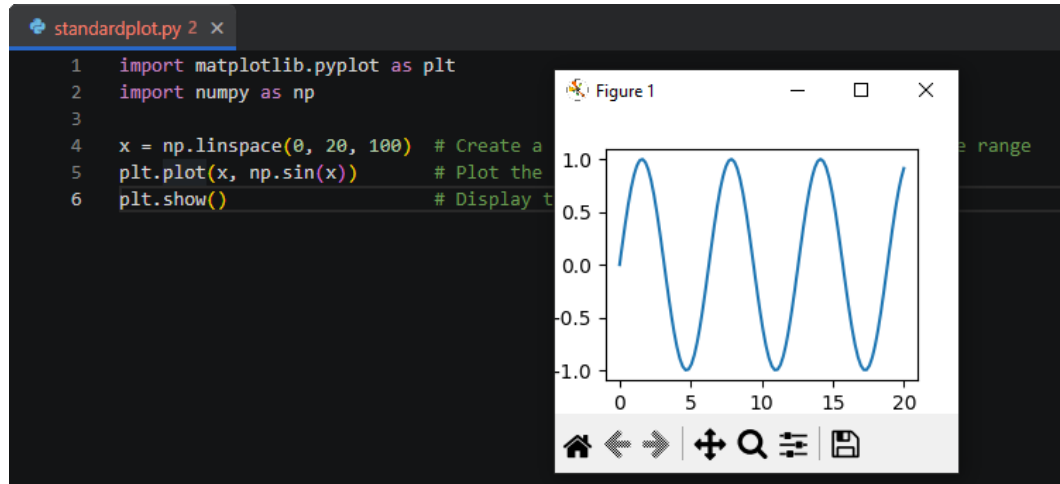 standardplot.py 2
1 import matplotlib.pyplot as plt
2 import numpy as np
3
4 x = np.linspace(0, 20, 100) # Create a range
5 plt.plot(x, np.sin(x)) # Plot the
6 plt.show() # Display
Figure 1
1.0
0.5
0.0
-0.5
-1.0
0 5 10 15 20